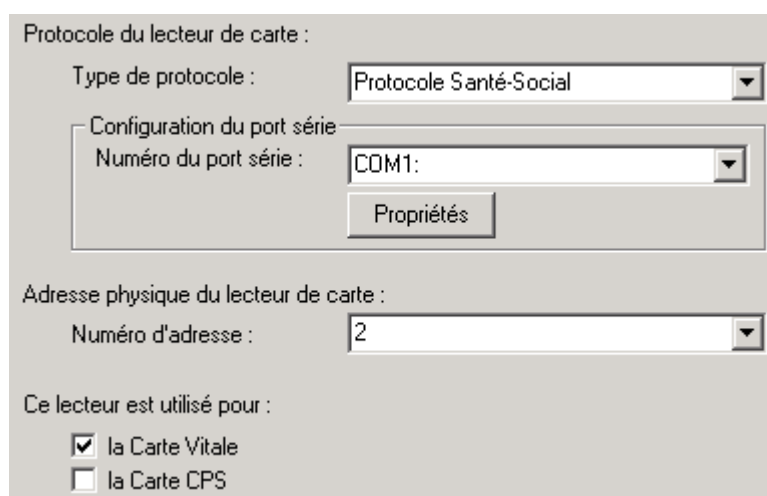 Protocole du lecteur de carte :
Type de protocole :
Protocole Santé-Social
Configuration du port série
Numéro du port série :
COM1:
Propriétés
Adresse physique du lecteur de carte :
Numéro d'adresse :
2
Ce lecteur est utilisé pour :
la Carte Vitale
la Carte CPS